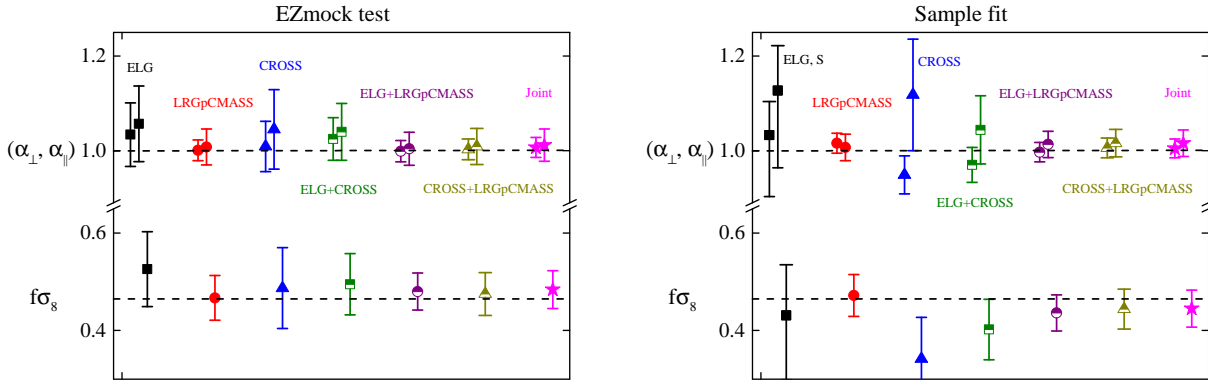 EZmock test
1.2
ELG
CROSS
LRGpCMASS
ELG+LRGpCMASS
Joint
(α⊥, α∥)
1.0
ELG+CROSS
CROSS+LRGpCMASS
0.6
fσ8
0.4
Sample fit
1.2
ELG, S
CROSS
LRGpCMASS
ELG+LRGpCMASS
Joint
(α⊥, α∥)
1.0
CROSS+LRGpCMASS
ELG+CROSS
0.6
fσ8
0.4